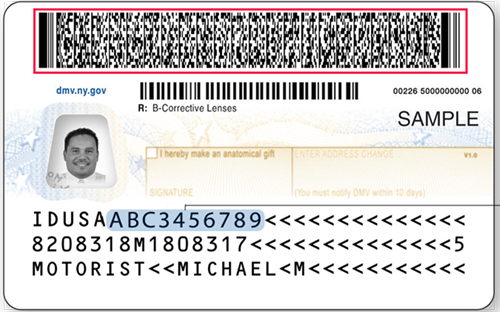 dmv.ny.gov
00226 5000000000 06
R: B-Corrective Lenses
SAMPLE
I hereby make an anatomical gift
ENTER ADDRESS CHANGE
V1.0
SIGNATURE
(You must notify DMV within 12 days)
IDUSAABC3456789<<<<<<<<<<<<<<<
8208318M1808317<<<<<<<<<<<<<<5
MOTORIST<<MICHAEL<M<<<<<<<<<<<